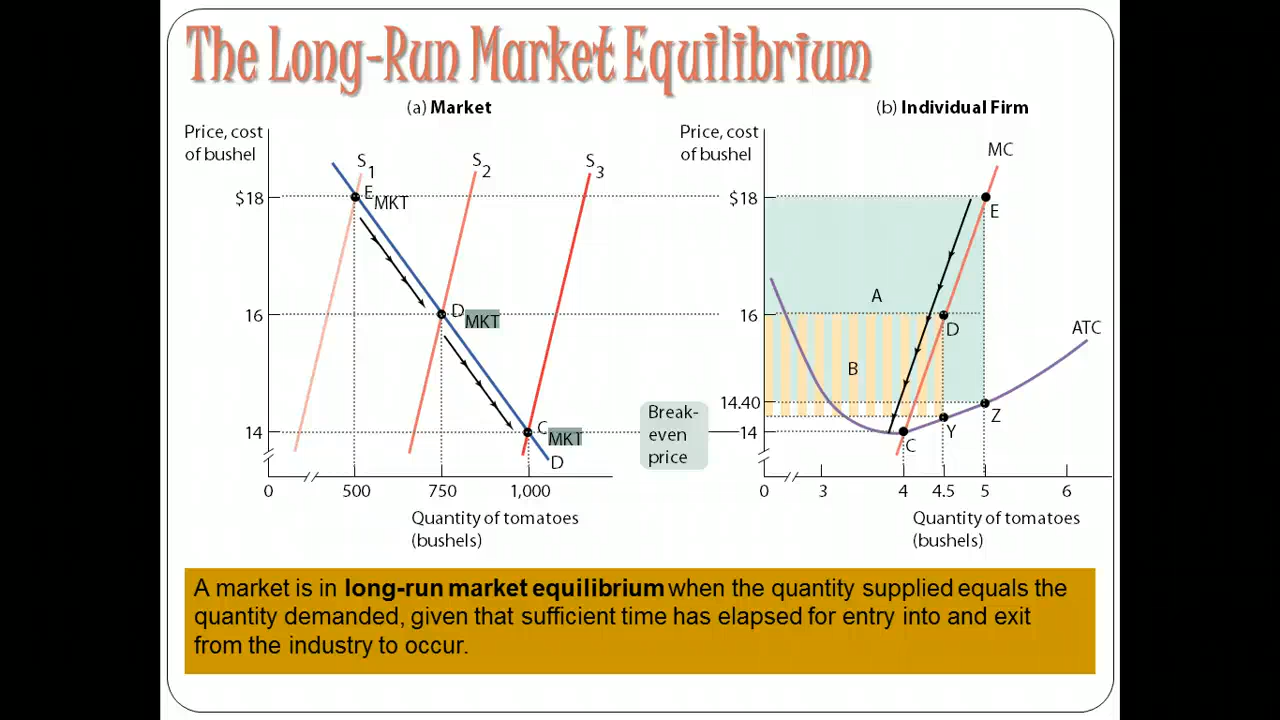 The Long-Run Market Equilibrium
(a) Market
(b) Individual Firm
Price, cost
of bushel
S1
S2
S3
$18
EMKT
16
DMKT
14
CMKT
D
0
500
750
1,000
Quantity of tomatoes
(bushels)
Break-
even
price
Price, cost
of bushel
MC
$18
E
A
16
D
ATC
B
14.40
Z
Y
14
C
0
3
4
4.5
5
6
Quantity of tomatoes
(bushels)
A market is in long-run market equilibrium when the quantity supplied equals the
quantity demanded, given that sufficient time has elapsed for entry into and exit
from the industry to occur.